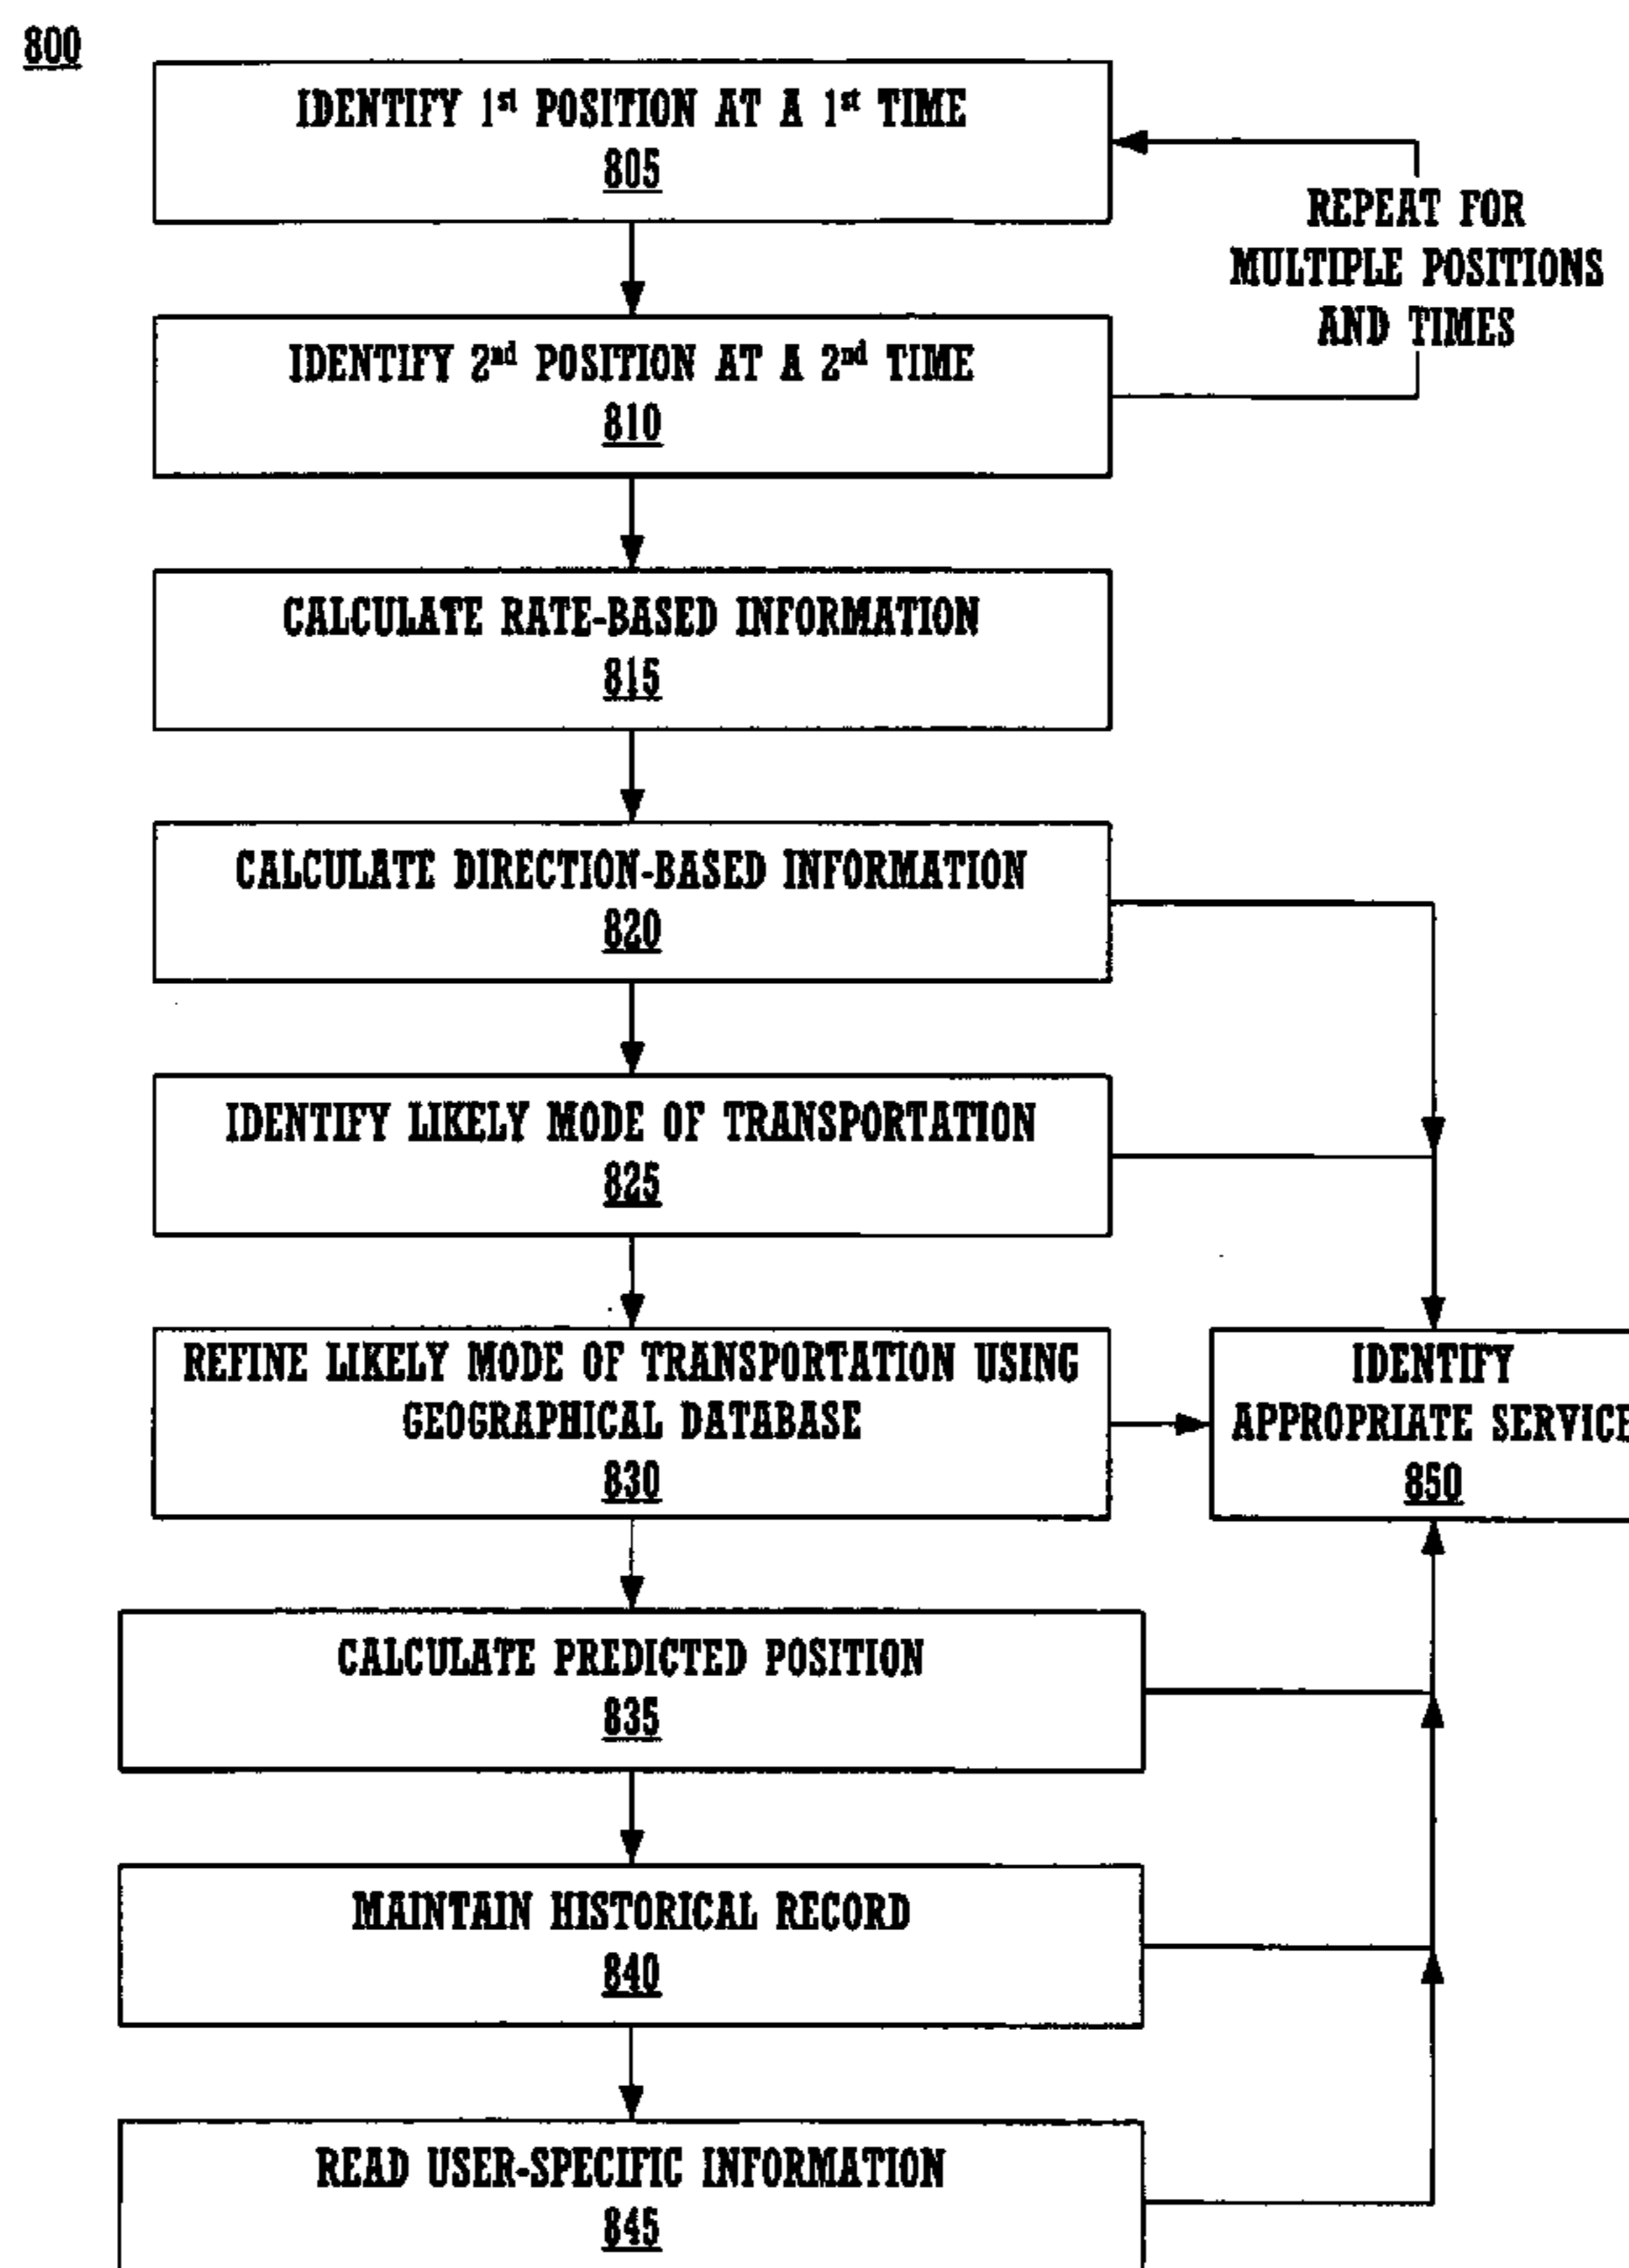 800
IDENTIFY 1st POSITION AT A 1st TIME
805
REPEAT FOR
MULTIPLE POSITIONS
AND TIMES
IDENTIFY 2nd POSITION AT A 2nd TIME
810
CALCULATE RATE-BASED INFORMATION
815
CALCULATE DIRECTION-BASED INFORMATION
820
IDENTIFY LIKELY MODE OF TRANSPORTATION
825
REFINE LIKELY MODE OF TRANSPORTATION USING
GEOGRAPHICAL DATABASE
830
IDENTIFY
APPROPRIATE SERVICE
850
CALCULATE PREDICTED POSITION
835
MAINTAIN HISTORICAL RECORD
840
READ USER-SPECIFIC INFORMATION
845